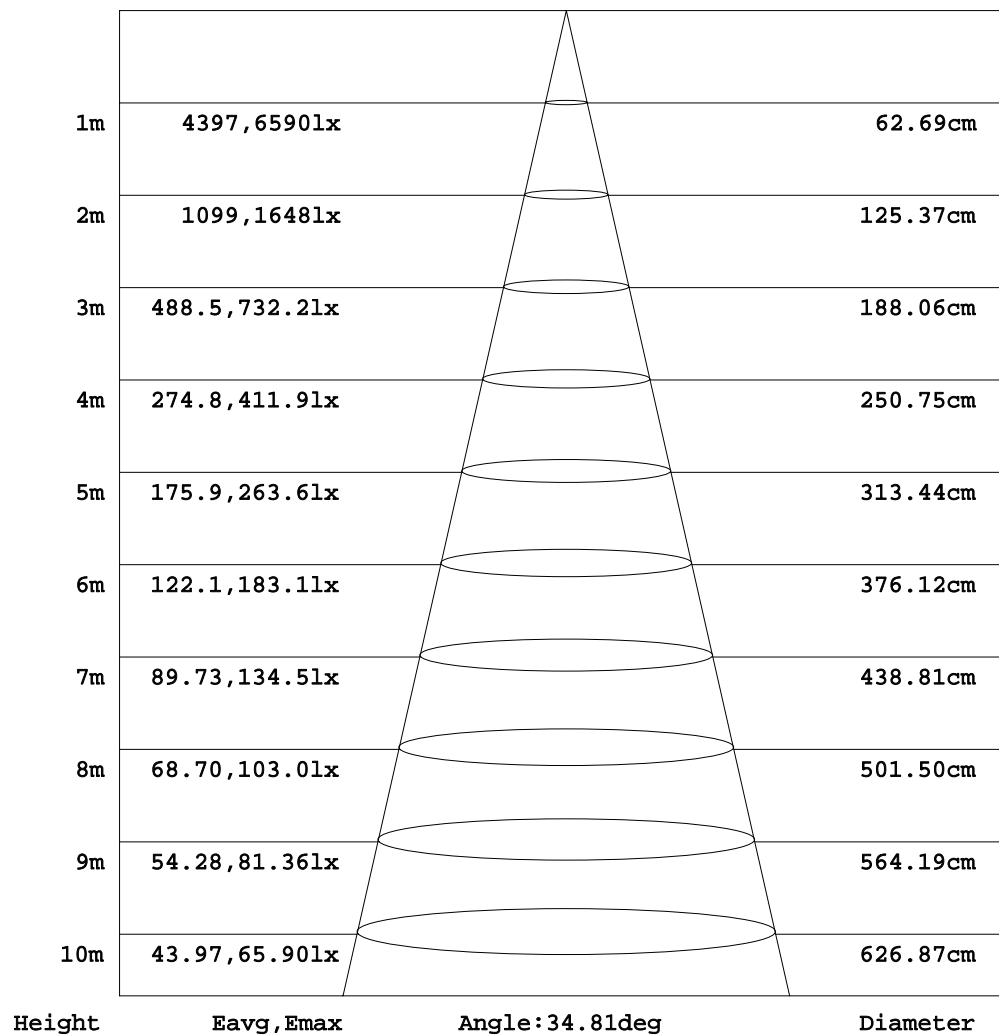 1m 4397,6590lx 62.69cm
2m 1099,1648lx 125.37cm
3m 488.5,732.2lx 188.06cm
4m 274.8,411.9lx 250.75cm
5m 175.9,263.6lx 313.44cm
6m 122.1,183.1lx 376.12cm
7m 89.73,134.5lx 438.81cm
8m 68.70,103.0lx 501.50cm
9m 54.28,81.36lx 564.19cm
10m 43.97,65.90lx 626.87cm
Height Eavg,Emax Angle:34.81deg Diameter